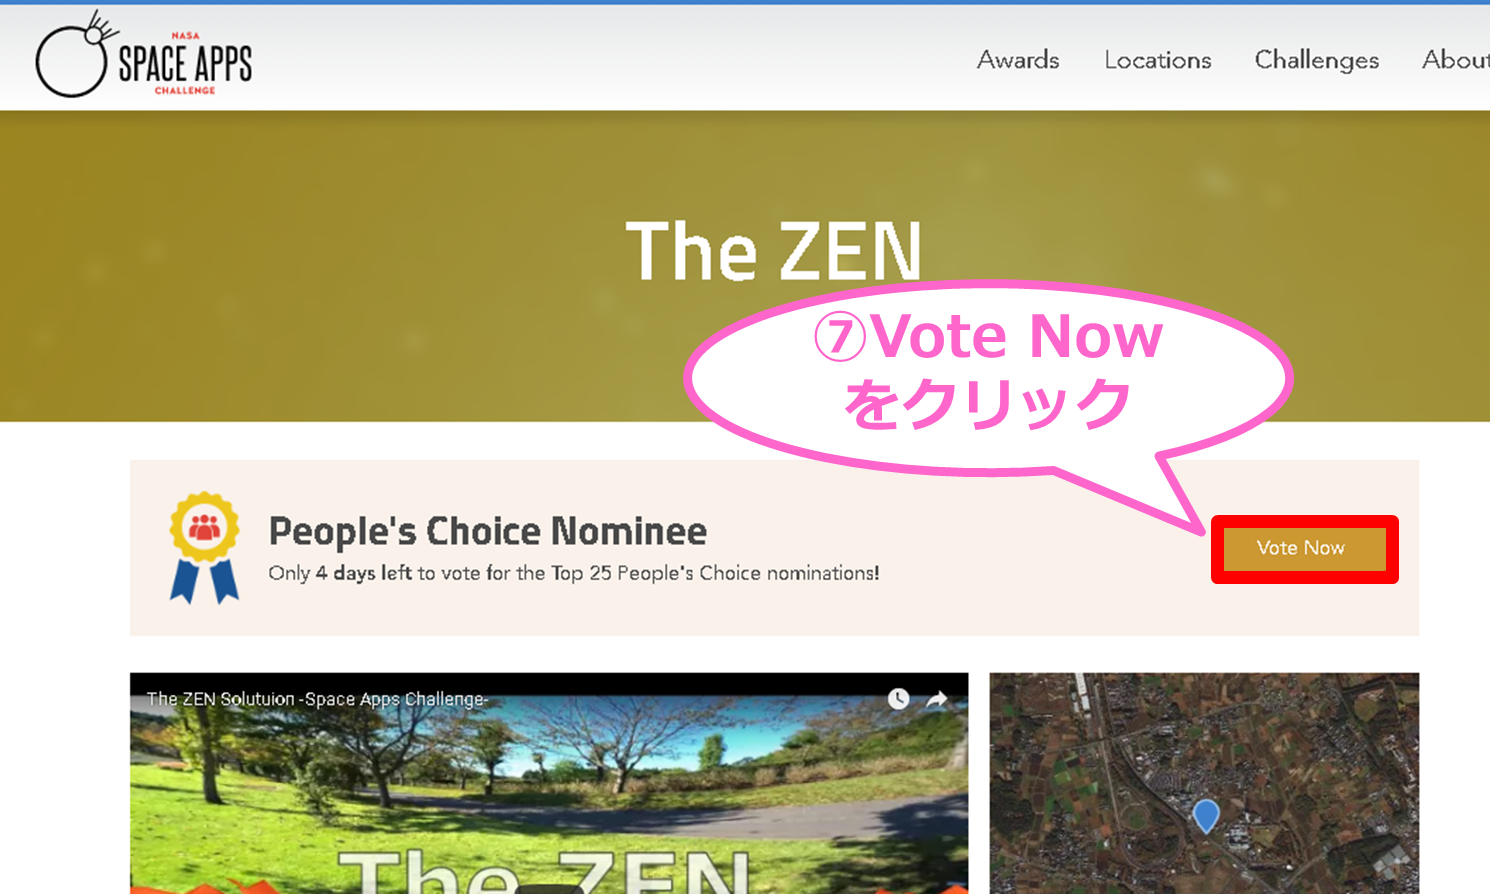 NASA
SPACE APPS
CHALLENGE
Awards Locations Challenges About
The ZEN
⑦Vote Now
をクリック
People's Choice Nominee
Only 4 days left to vote for the Top 25 People's Choice nominations!
Vote Now
The ZEN Solutuion -Space Apps Challenge-
The ZEN